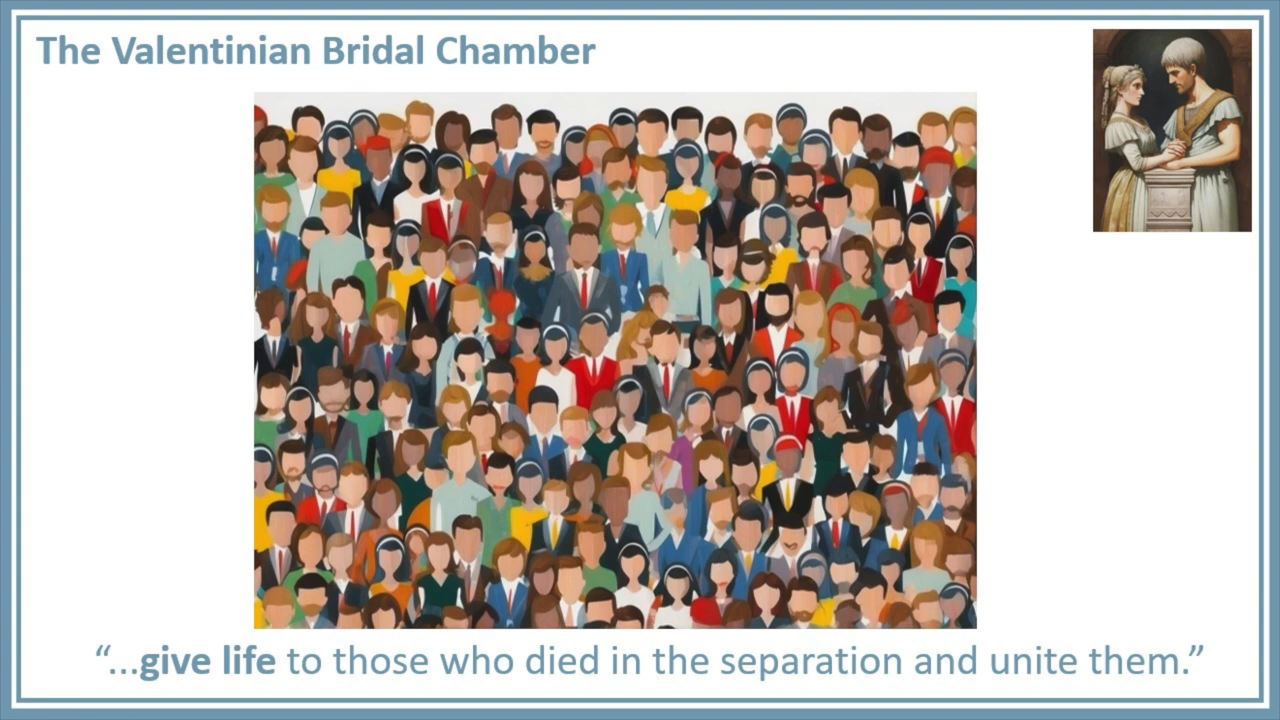 The Valentinian Bridal Chamber
“...give life to those who died in the separation and unite them.”